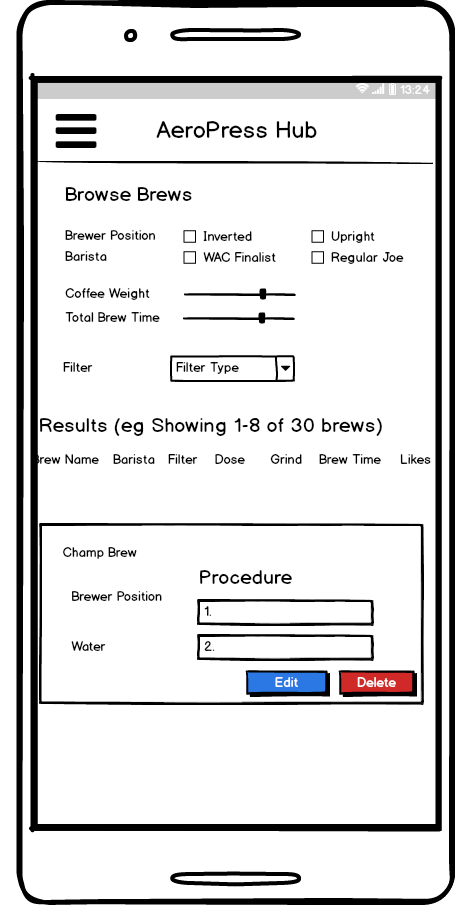 13:24
AeroPress Hub
Browse Brews
Brewer Position Inverted Upright
Barista WAC Finalist Regular Joe
Coffee Weight
Total Brew Time
Filter Filter Type
Results (eg Showing 1-8 of 30 brews)
Brew Name Barista Filter Dose Grind Brew Time Likes
Champ Brew
Procedure
Brewer Position
1.
Water 2.
Edit Delete